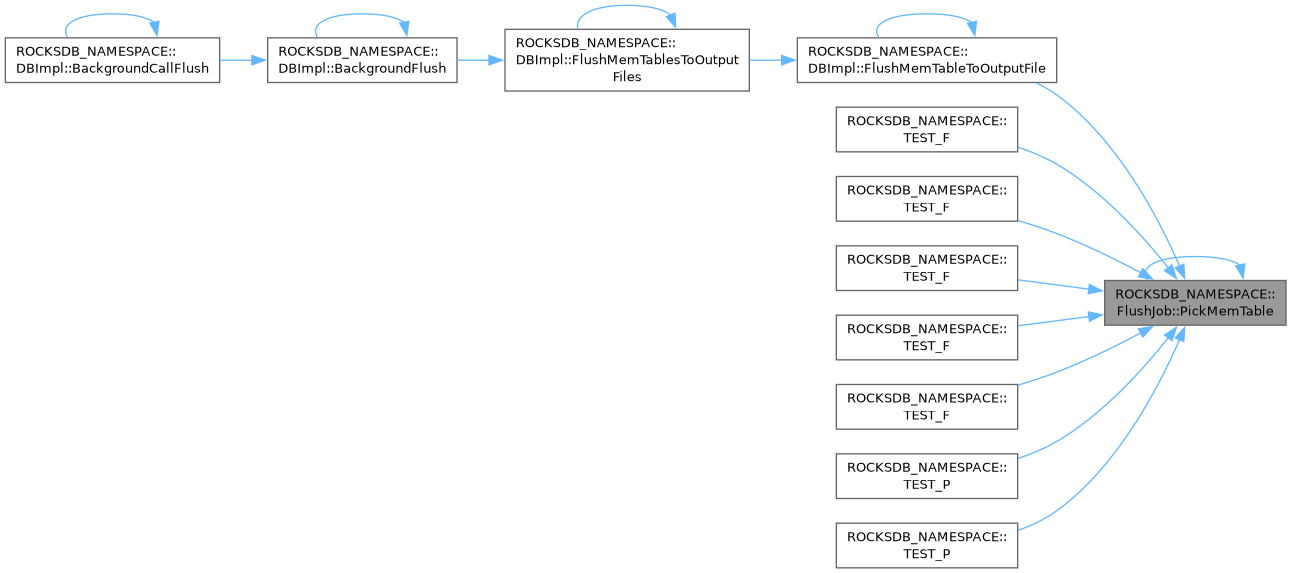 ROCKSDB_NAMESPACE::
DBImpl::BackgroundCallFlush
ROCKSDB_NAMESPACE::
DBImpl::BackgroundFlush
ROCKSDB_NAMESPACE::
DBImpl::FlushMemTablesToOutput
Files
ROCKSDB_NAMESPACE::
DBImpl::FlushMemTableToOutputFile
ROCKSDB_NAMESPACE::
TEST_F
ROCKSDB_NAMESPACE::
TEST_F
ROCKSDB_NAMESPACE::
TEST_F
ROCKSDB_NAMESPACE::
TEST_F
ROCKSDB_NAMESPACE::
TEST_F
ROCKSDB_NAMESPACE::
TEST_P
ROCKSDB_NAMESPACE::
TEST_P
ROCKSDB_NAMESPACE::
FlushJob::PickMemTable